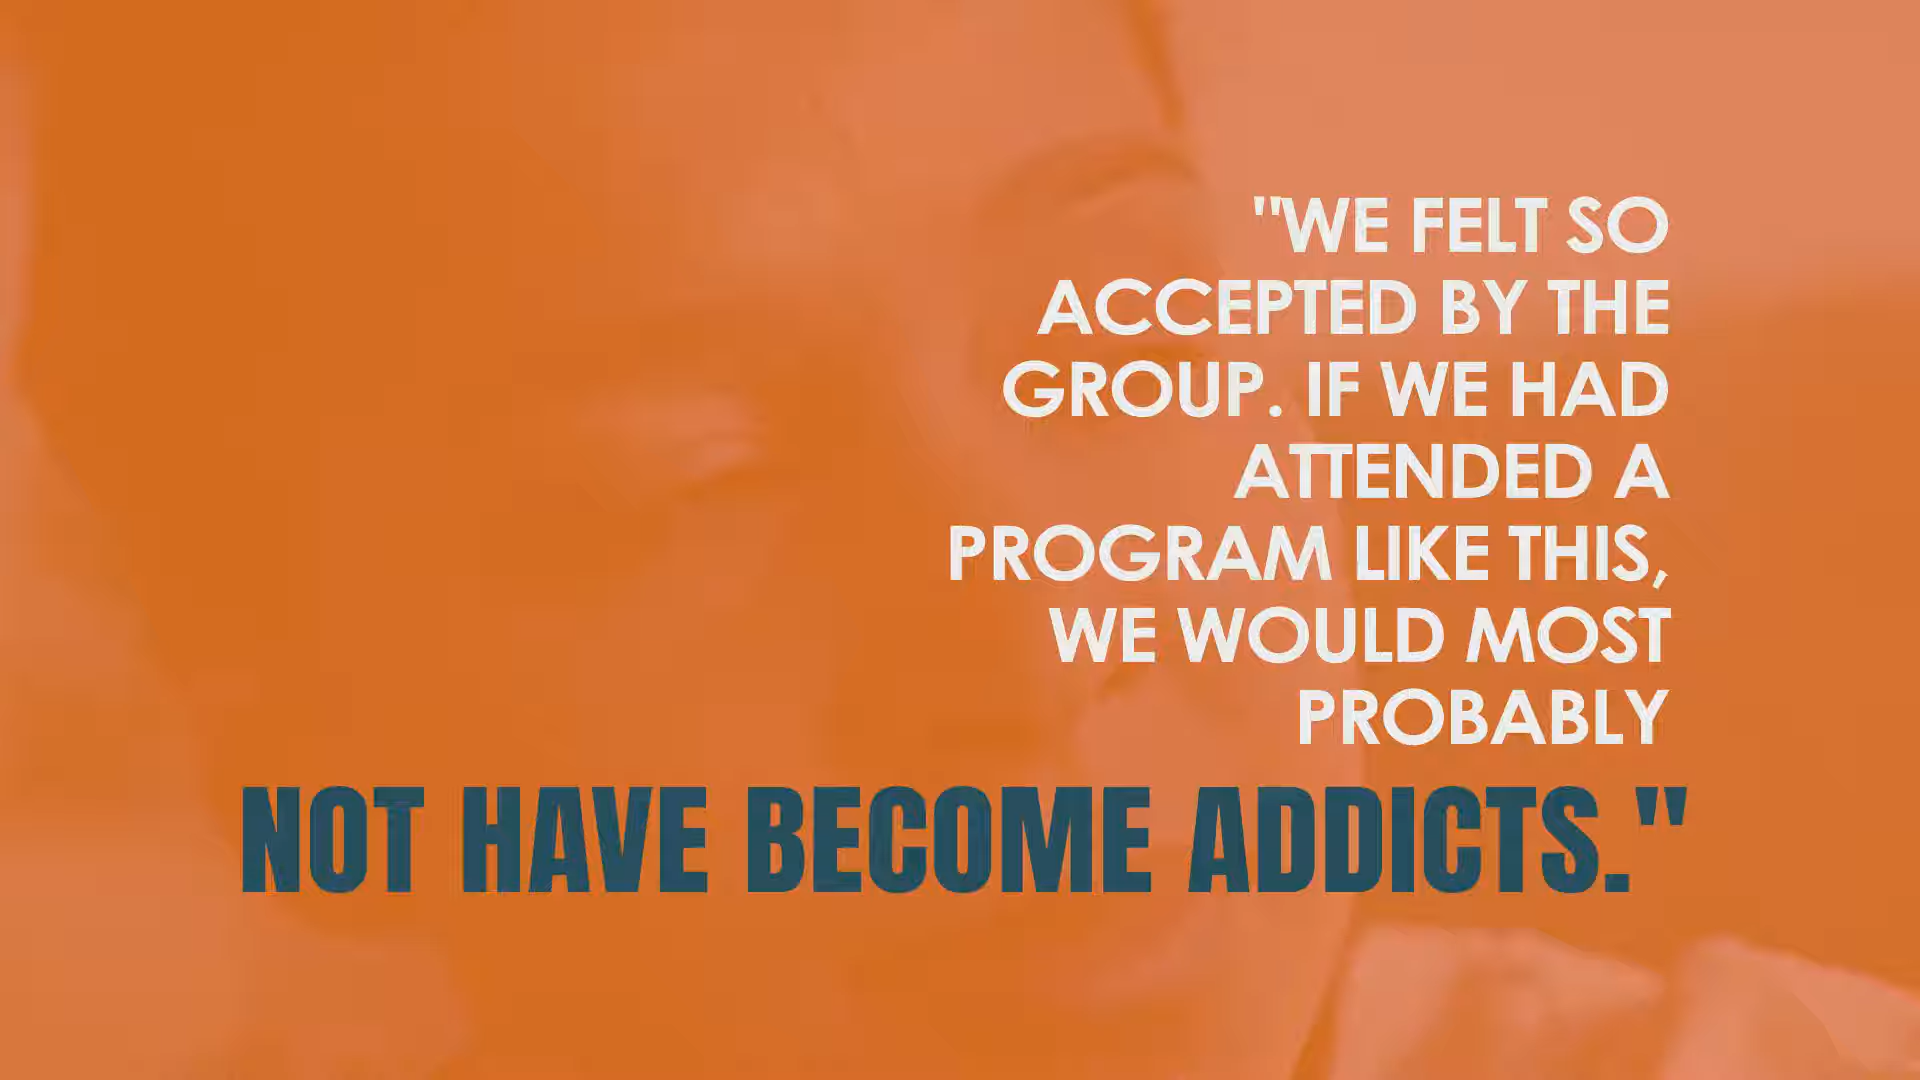 "WE FELT SO
ACCEPTED BY THE
GROUP. IF WE HAD
ATTENDED A
PROGRAM LIKE THIS,
WE WOULD MOST
PROBABLY
NOT HAVE BECOME ADDICTS."